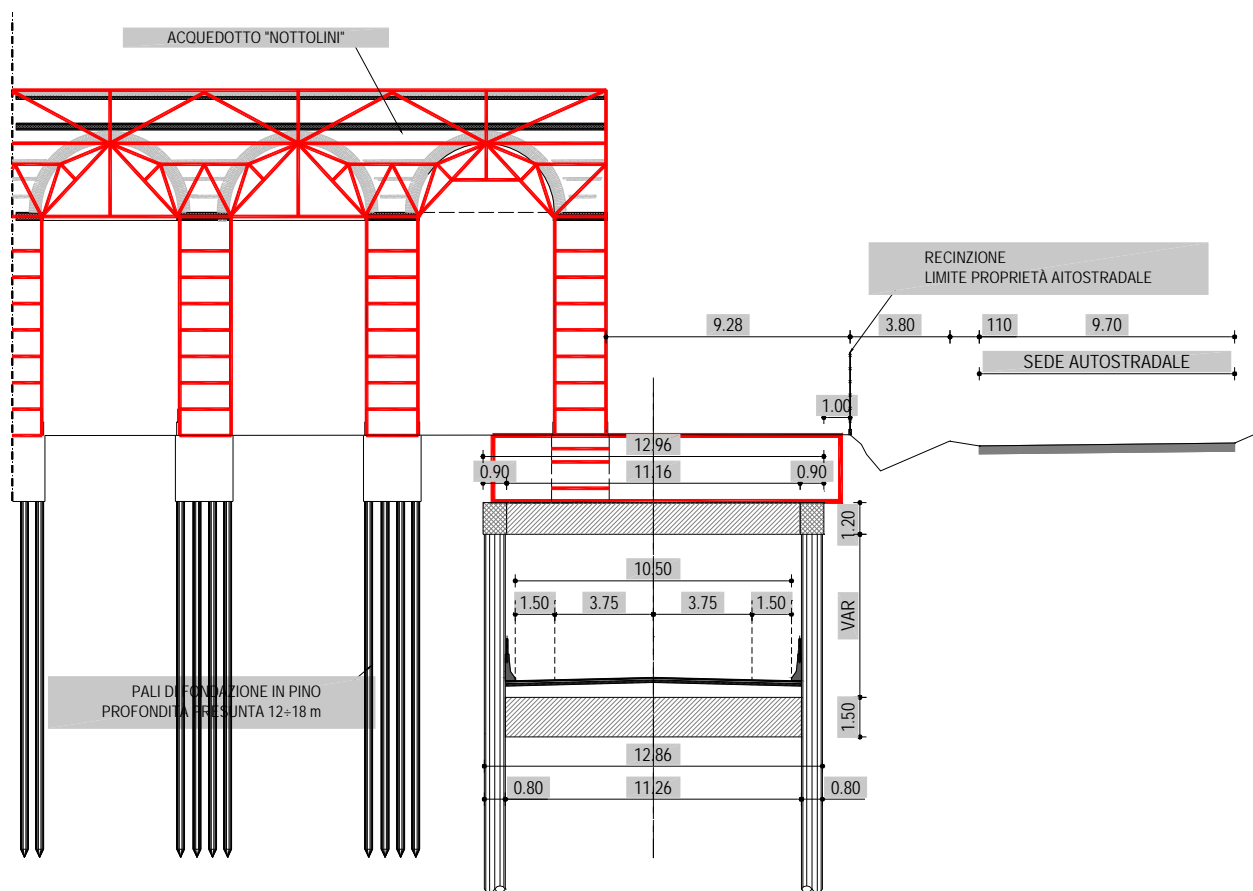 ACQUEDOTTO "NOTTOLINI"
RECINZIONE
LIMITE PROPRIETÀ AITOSTRADALE
9.28
3.80
110
9.70
SEDE AUTOSTRADALE
1.00
12.96
0.90
11.16
0.90
1.20
10.50
1.50
3.75
3.75
1.50
VAR
PALI DI FONDAZIONE IN PINO
PROFONDITÀ PRESUNTA 12÷18 m
1.50
12.86
0.80
11.26
0.80